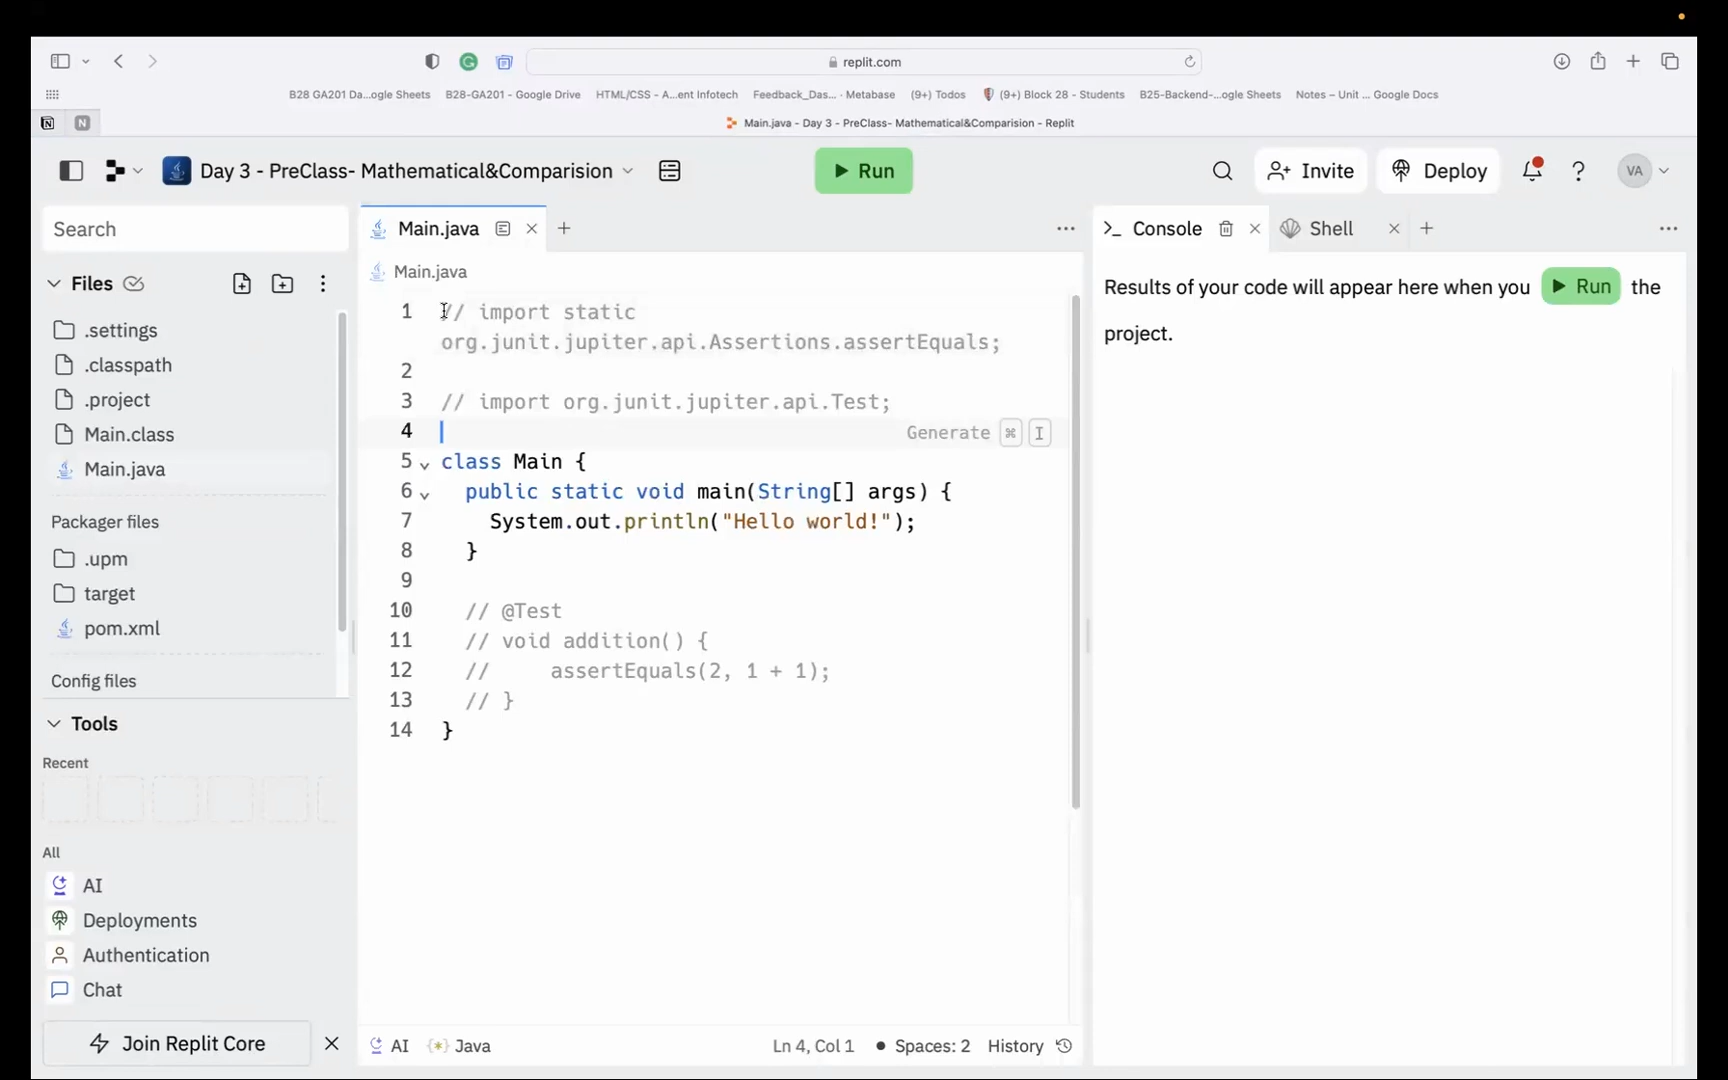 replit.com
B28 GA201 Da...ogle Sheets
B28-GA201 - Google Drive
HTML/CSS - A...ent Infotech
Feedback_Das... · Metabase
(9+) Todos
(9+) Block 28 - Students
B25-Backend-...ogle Sheets
Notes – Unit ... Google Docs
N
Main.java - Day 3 - PreClass- Mathematical&Comparision - Replit
Day 3 - PreClass- Mathematical&Comparision
Run
Invite
Deploy
?
VA
Search
Files
.settings
.classpath
.project
Main.class
Main.java
Packager files
.upm
target
pom.xml
Config files
Tools
Recent
All
AI
Deployments
Authentication
Chat
Join Replit Core
Main.java
Main.java
1 // import static
org.junit.jupiter.api.Assertions.assertEquals;
2
3 // import org.junit.jupiter.api.Test;
4 Generate ⌘ I
5 class Main {
6 public static void main(String[] args) {
7 System.out.println("Hello world!");
8 }
9
10 // @Test
11 // void addition() {
12 //     assertEquals(2, 1 + 1);
13 // }
14 }
AI
Java
Ln 4, Col 1
Spaces: 2
History
Console
Shell
Results of your code will appear here when you Run the
project.